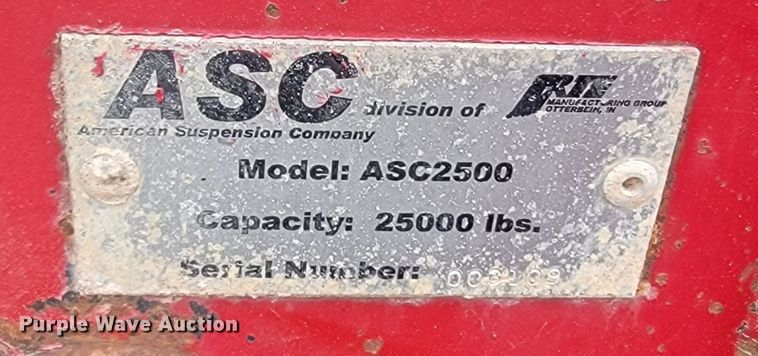 ASC division of
American Suspension Company
MANUFACTURING GROUP
OTTERBEIN, IN
Model: ASC2500
Capacity: 25000 lbs.
Serial Number:
Purple Wave Auction